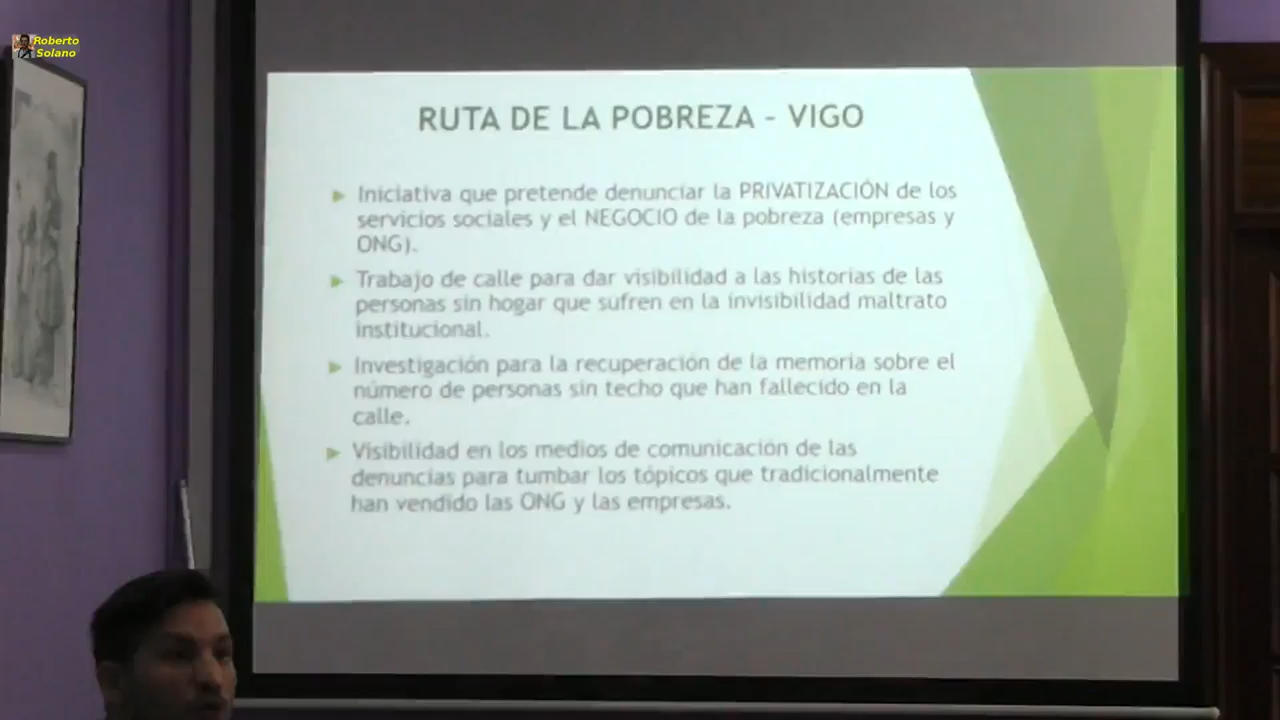 Roberto
Solano
RUTA DE LA POBREZA - VIGO
Iniciativa que pretende denunciar la PRIVATIZACIÓN de los
servicios sociales y el NEGOCIO de la pobreza (empresas y
ONG).
Trabajo de calle para dar visibilidad a las historias de las
personas sin hogar que sufren en la invisibilidad maltrato
institucional.
Investigación para la recuperación de la memoria sobre el
número de personas sin techo que han fallecido en la
calle.
Visibilidad en los medios de comunicación de las
denuncias para tumbar los tópicos que tradicionalmente
han vendido las ONG y las empresas.